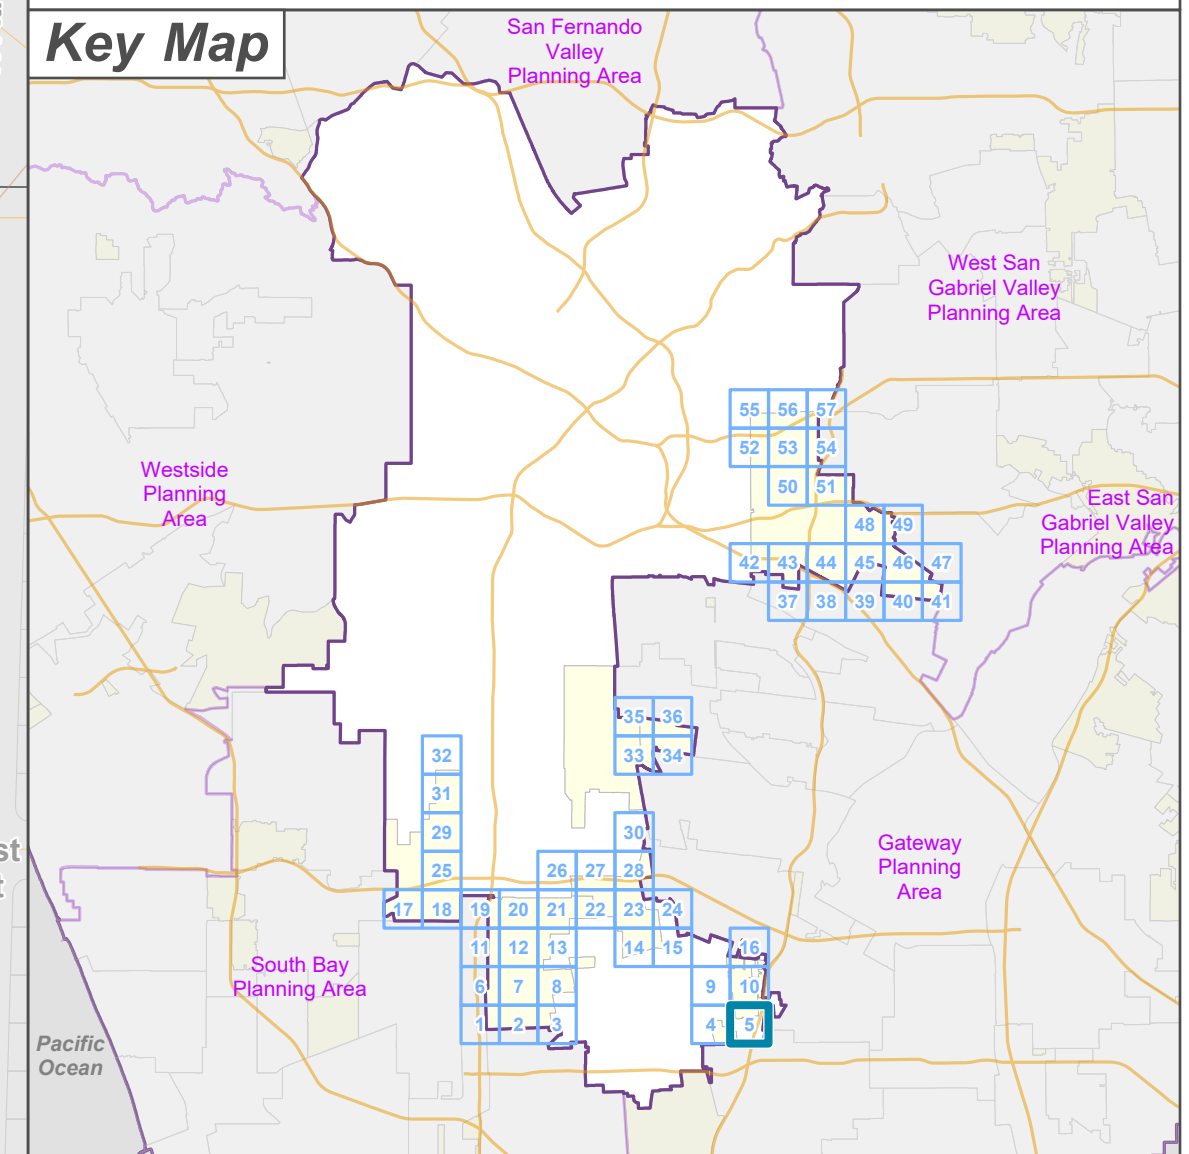 Key Map
San Fernando
Valley
Planning Area
West San
Gabriel Valley
Planning Area
55 56 57
52 53 54
Westside
Planning
Area
50 51
East San
Gabriel Valley
Planning Area
48 49
42 43 44 45 46 47
37 38 39 40 41
35 36
32
33 34
31
29
30
st
Gateway
Planning
Area
25
26 27 28
17 18 19 20 21 22 23 24
11 12 13
14 15
16
South Bay
Planning Area
6 7 8
9 10
1 2 3
4 5
Pacific
Ocean